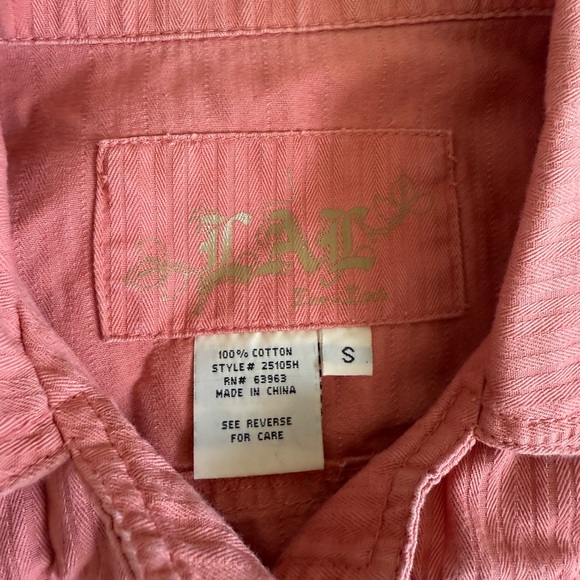 LAL
S
100% COTTON
STYLE# 25105H
RN# 63963
MADE IN CHINA
SEE REVERSE
FOR CARE